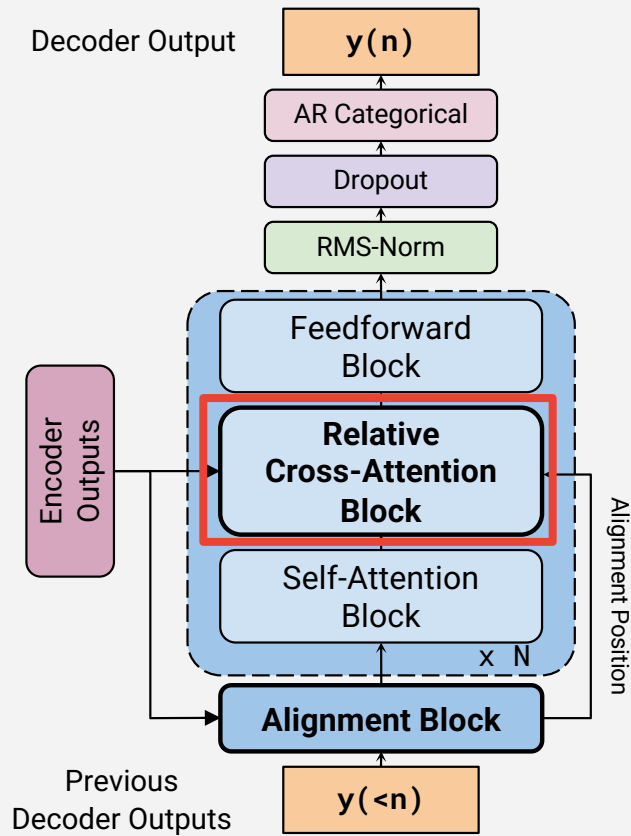 Decoder Output
y(n)
AR Categorical
Dropout
RMS-Norm
Feedforward
Block
Encoder
Outputs
Relative
Cross-Attention
Block
Alignment Position
Self-Attention
Block
x N
Alignment Block
Previous
Decoder Outputs
y(<n)